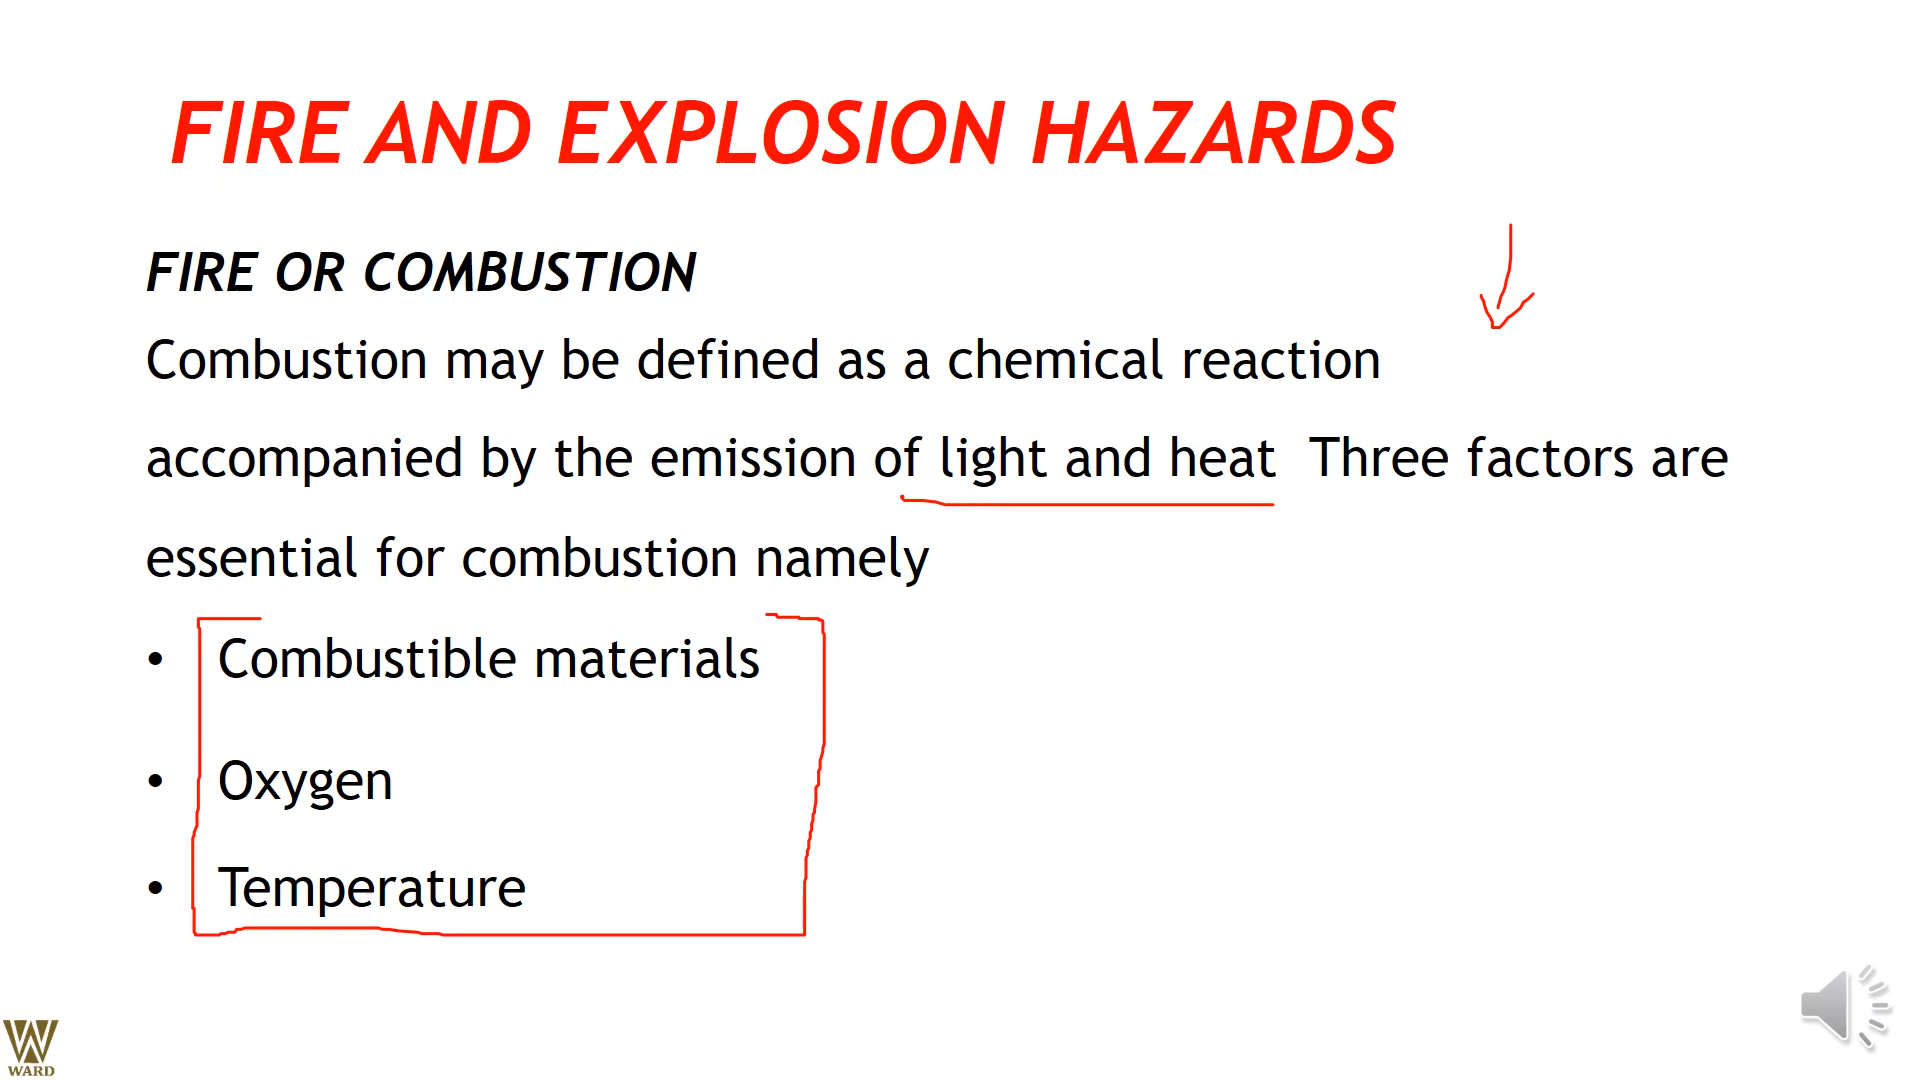 FIRE AND EXPLOSION HAZARDS
FIRE OR COMBUSTION
Combustion may be defined as a chemical reaction
accompanied by the emission of light and heat  Three factors are
essential for combustion namely
• Combustible materials
• Oxygen
• Temperature
WARD